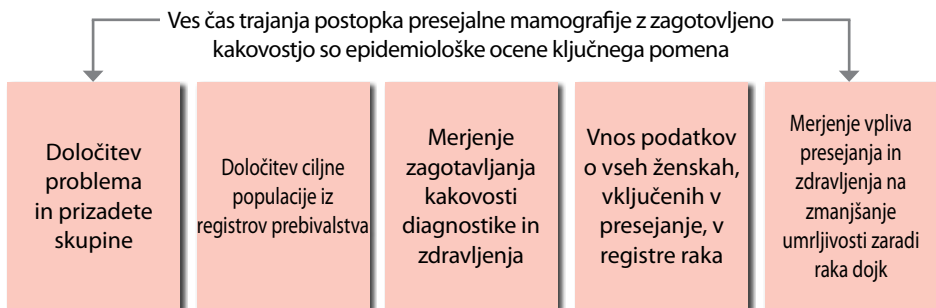 Ves čas trajanja postopka presejalne mamografije z zagotovljeno
kakovostjo so epidemiološke ocene ključnega pomena
Določitev
problema
in prizadete
skupine
Določitev ciljne
populacije iz
registrov prebivalstva
Merjenje
zagotavljanja
kakovosti
diagnostike in
zdravljenja
Vnos podatkov
o vseh ženskah,
vključenih v
presejanje, v
registre raka
Merjenje vpliva
presejanja in
zdravljenja na
zmanjšanje
umrljivosti zaradi
raka dojk